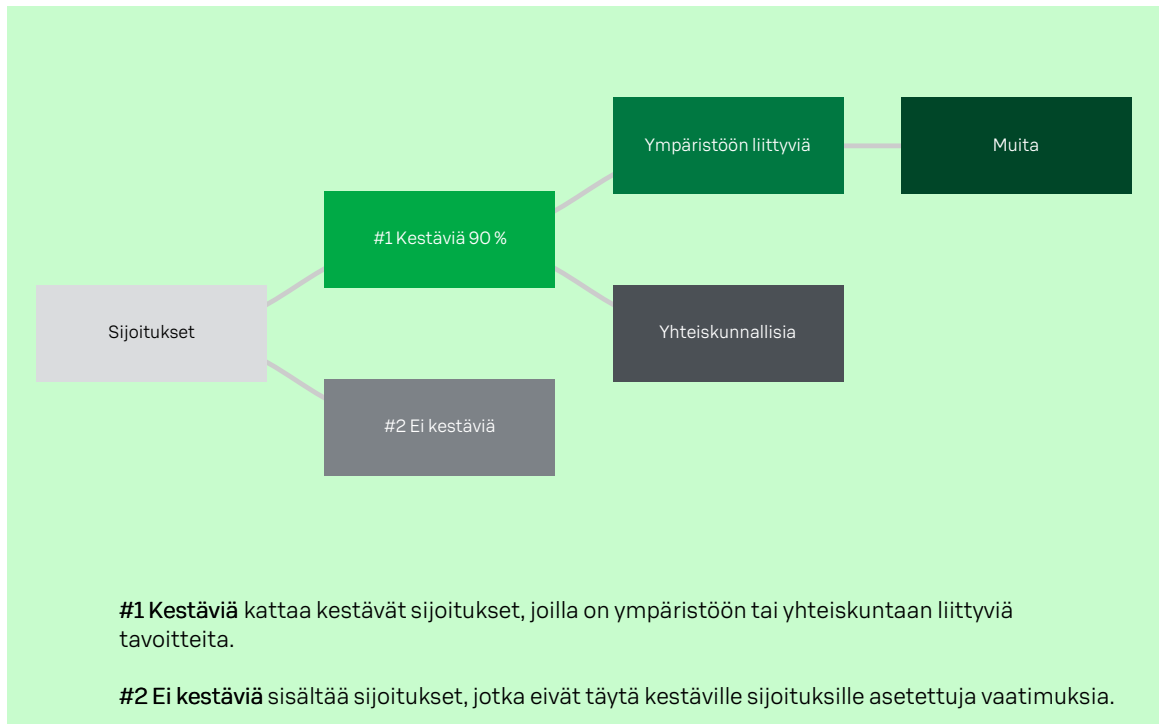 Ympäristöön liittyviä
Muita
#1 Kestäviä 90 %
Sijoitukset
Yhteiskunnallisia
#2 Ei kestäviä
#1 Kestäviä kattaa kestävät sijoitukset, joilla on ympäristöön tai yhteiskuntaan liittyviä
tavoitteita.
#2 Ei kestäviä sisältää sijoitukset, jotka eivät täytä kestäville sijoituksille asetettuja vaatimuksia.